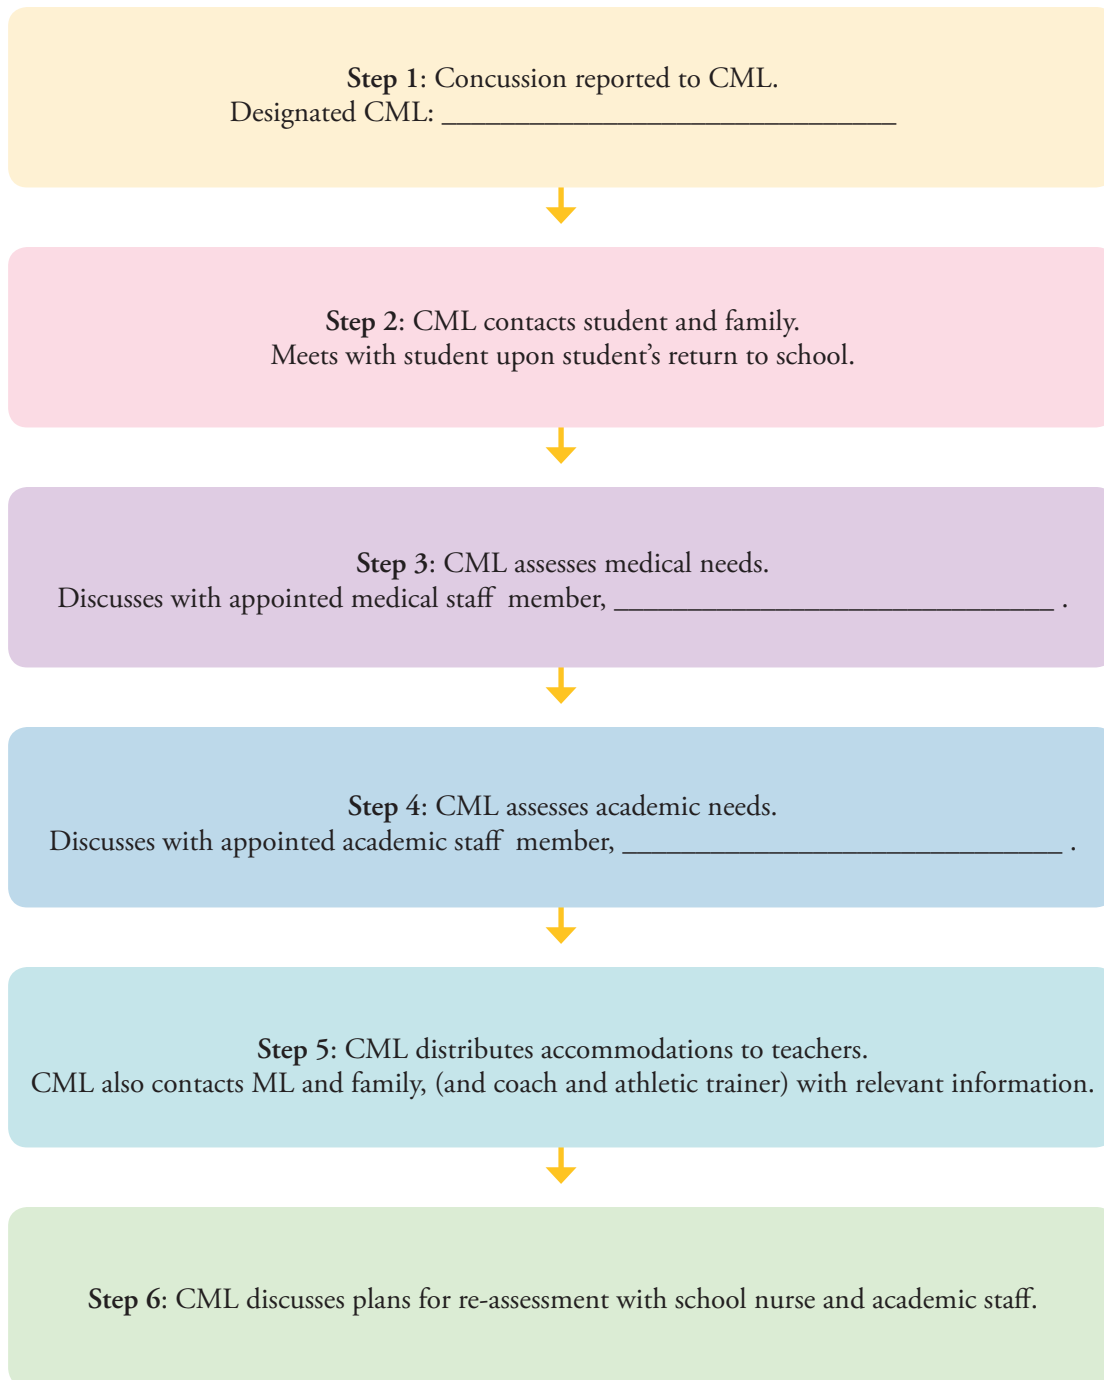 Step 1: Concussion reported to CML.
Designated CML: _______________________________
Step 2: CML contacts student and family.
Meets with student upon student’s return to school.
Step 3: CML assesses medical needs.
Discusses with appointed medical staff member, ______________________________ .
Step 4: CML assesses academic needs.
Discusses with appointed academic staff member, ______________________________ .
Step 5: CML distributes accommodations to teachers.
CML also contacts ML and family, (and coach and athletic trainer) with relevant information.
Step 6: CML discusses plans for re-assessment with school nurse and academic staff.